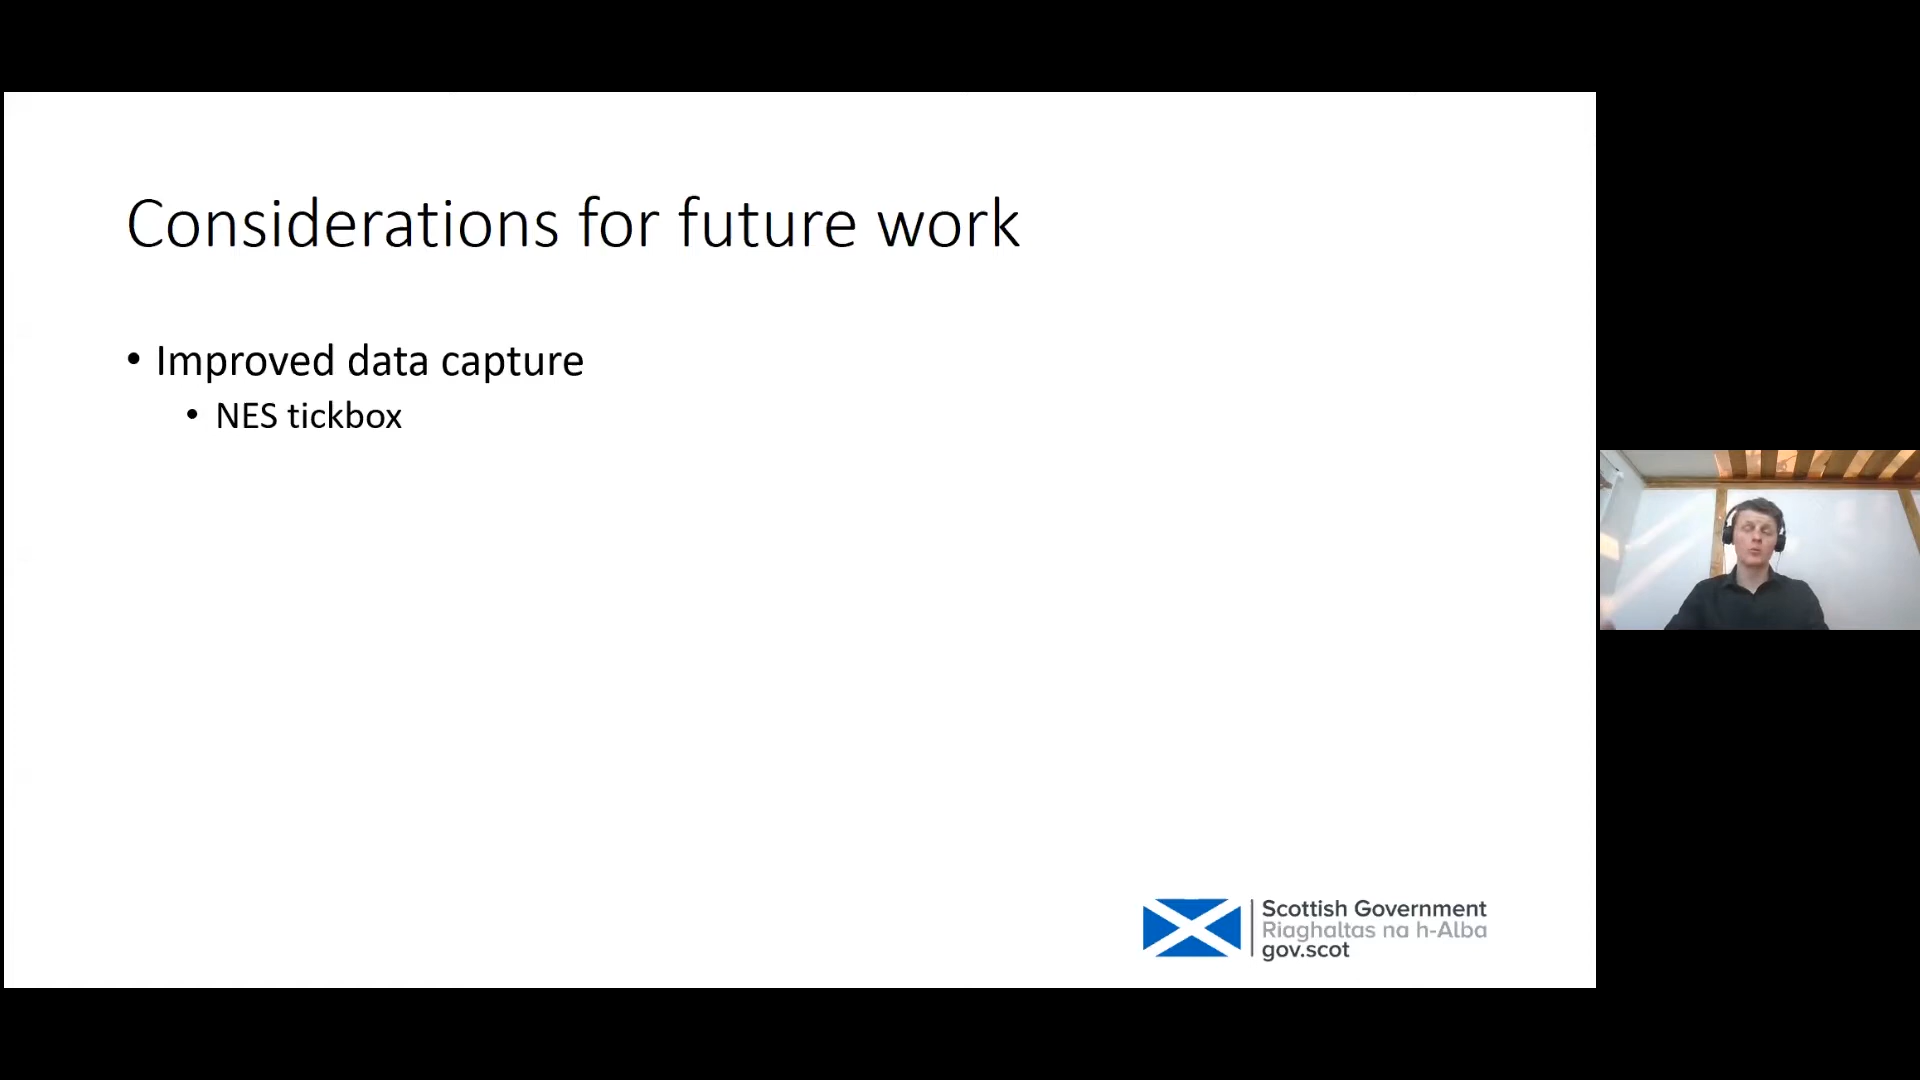 Considerations for future work
• Improved data capture
• NES tickbox
Scottish Government
Riaghaltas na h-Alba
gov.scot